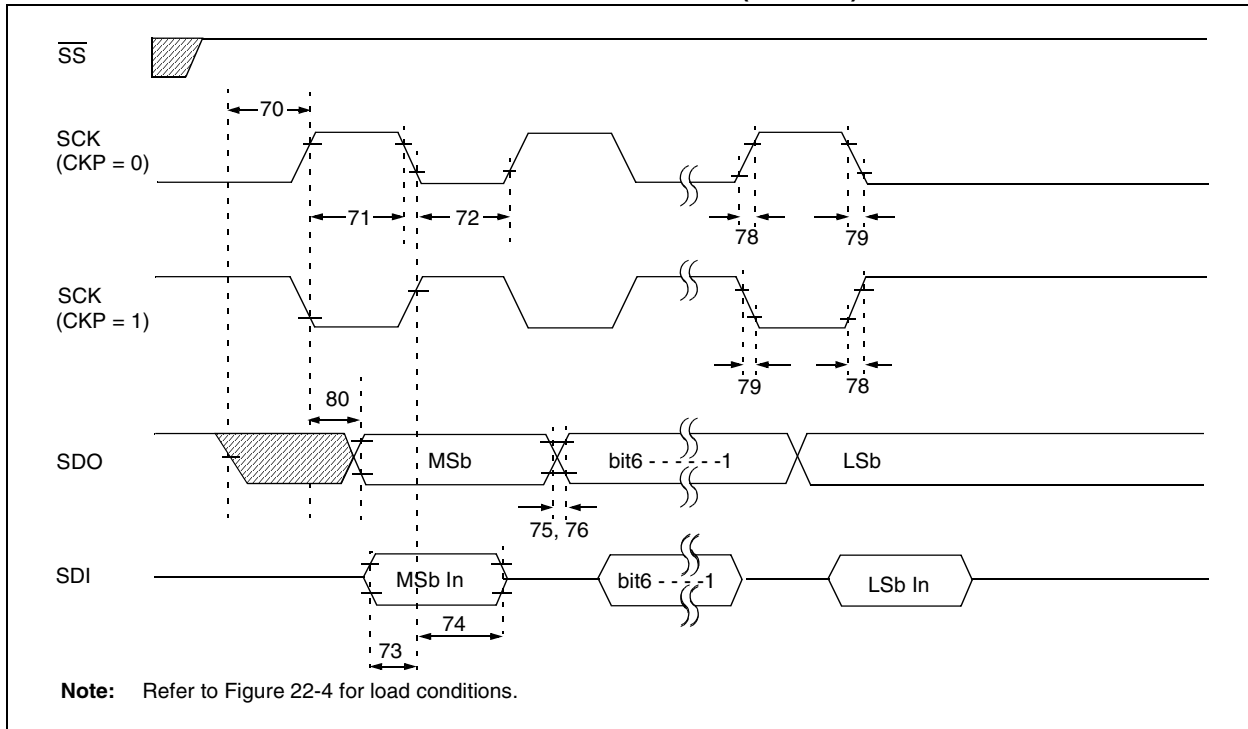 SS
70
SCK
(CKP = 0)
71
72
78
79
SCK
(CKP = 1)
79
78
80
SDO
MSb
bit6 - - - - - - -1
LSb
75, 76
SDI
MSb In
bit6 - - - - -1
LSb In
74
73
Note: Refer to Figure 22-4 for load conditions.